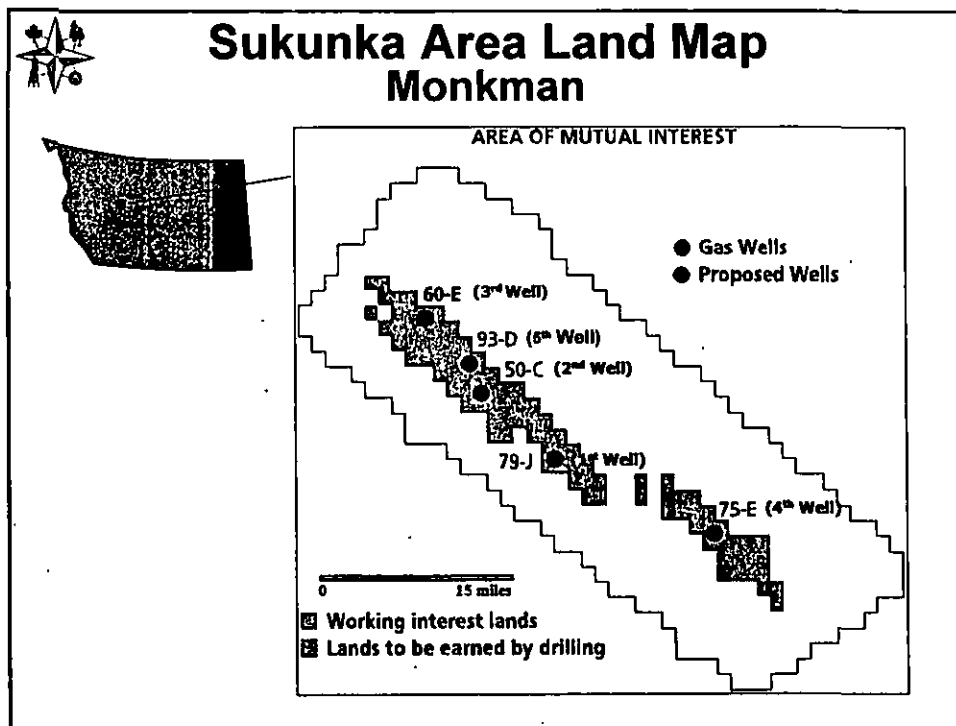 Sukunka Area Land Map
Monkman
AREA OF MUTUAL INTEREST
Gas Wells
Proposed Wells
60-E (3rd Well)
93-D (5th Well)
50-C (2nd Well)
79-J (1st Well)
75-E (4th Well)
0 15 miles
Working interest lands
Lands to be earned by drilling